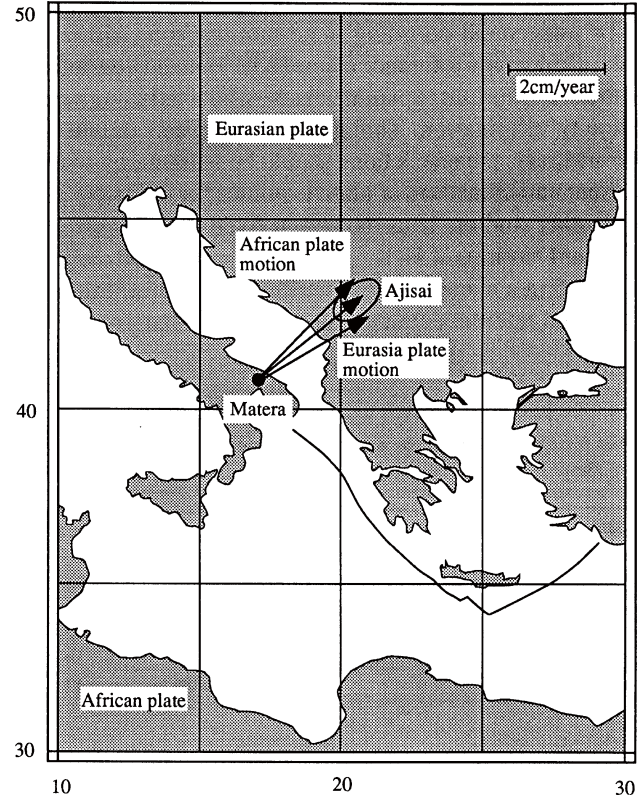 50
2cm/year
Eurasian plate
African plate
motion
Ajisai
Eurasia plate
motion
Matera
40
African plate
30
10
20
30